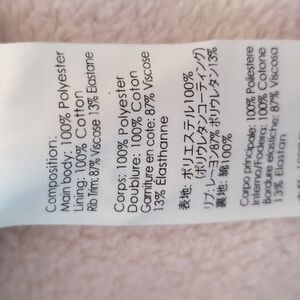 Composition:
Main body: 100% Polyester
Lining: 100% Cotton
Rib Trim: 87% Viscose 13% Elastane
Corps: 100% Polyester
Doublure: 100% Coton
Garniture en cote: 87% Viscose
13% Elasthanne
表地: ポリエステル100%
(ポリウレタンコーティング)
リブ: レーヨン87% ポリウレタン13%
裏地: 綿100%
Corpo principale: 100% Poliestere
Interno/Fodera: 100% Cotone
Bordure elastiche: 87% Viscosa
13% Elastan